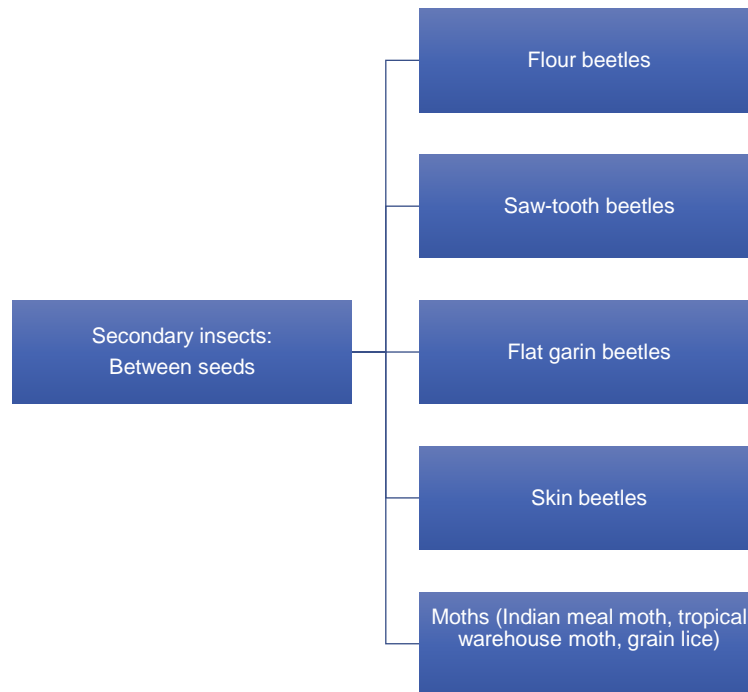 Flour beetles
Saw-tooth beetles
Secondary insects:
Between seeds
Flat garin beetles
Skin beetles
Moths (Indian meal moth, tropical
warehouse moth, grain lice)